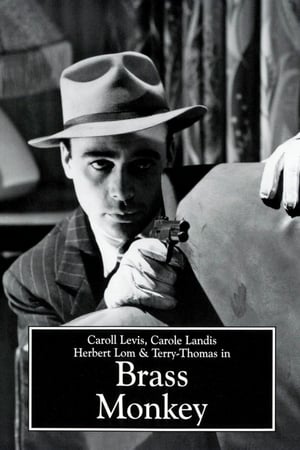 Caroll Levis, Carole Landis
Herbert Lom & Terry-Thomas in
Brass
Monkey